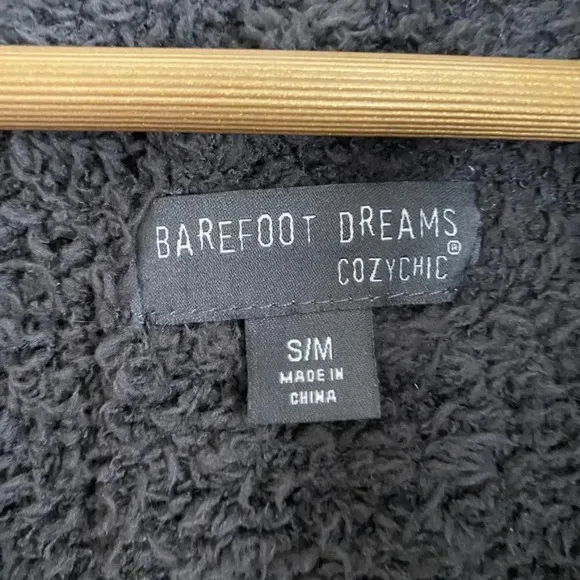 BAREFOOT DREAMS
COZYCHIC®
S/M
MADE IN
CHINA